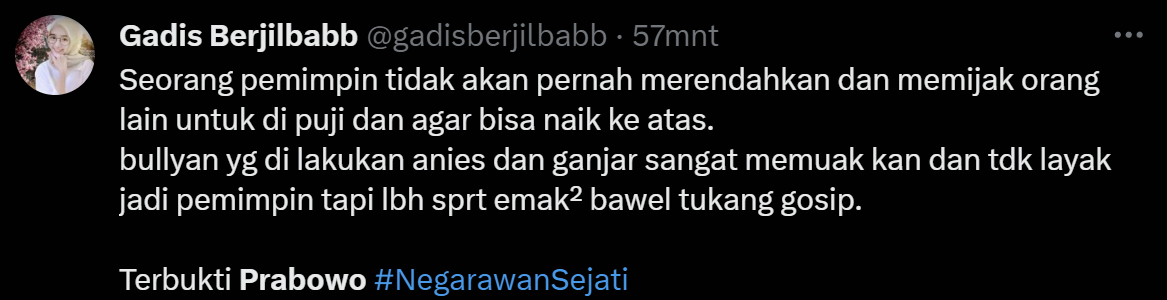 Gadis Berjilbabb @gadisberjilbabb · 57mnt
Seorang pemimpin tidak akan pernah merendahkan dan memijak orang
lain untuk di puji dan agar bisa naik ke atas.
bullyan yg di lakukan anies dan ganjar sangat memuak kan dan tdk layak
jadi pemimpin tapi lbh sprt emak² bawel tukang gosip.
Terbukti Prabowo #NegarawanSejati